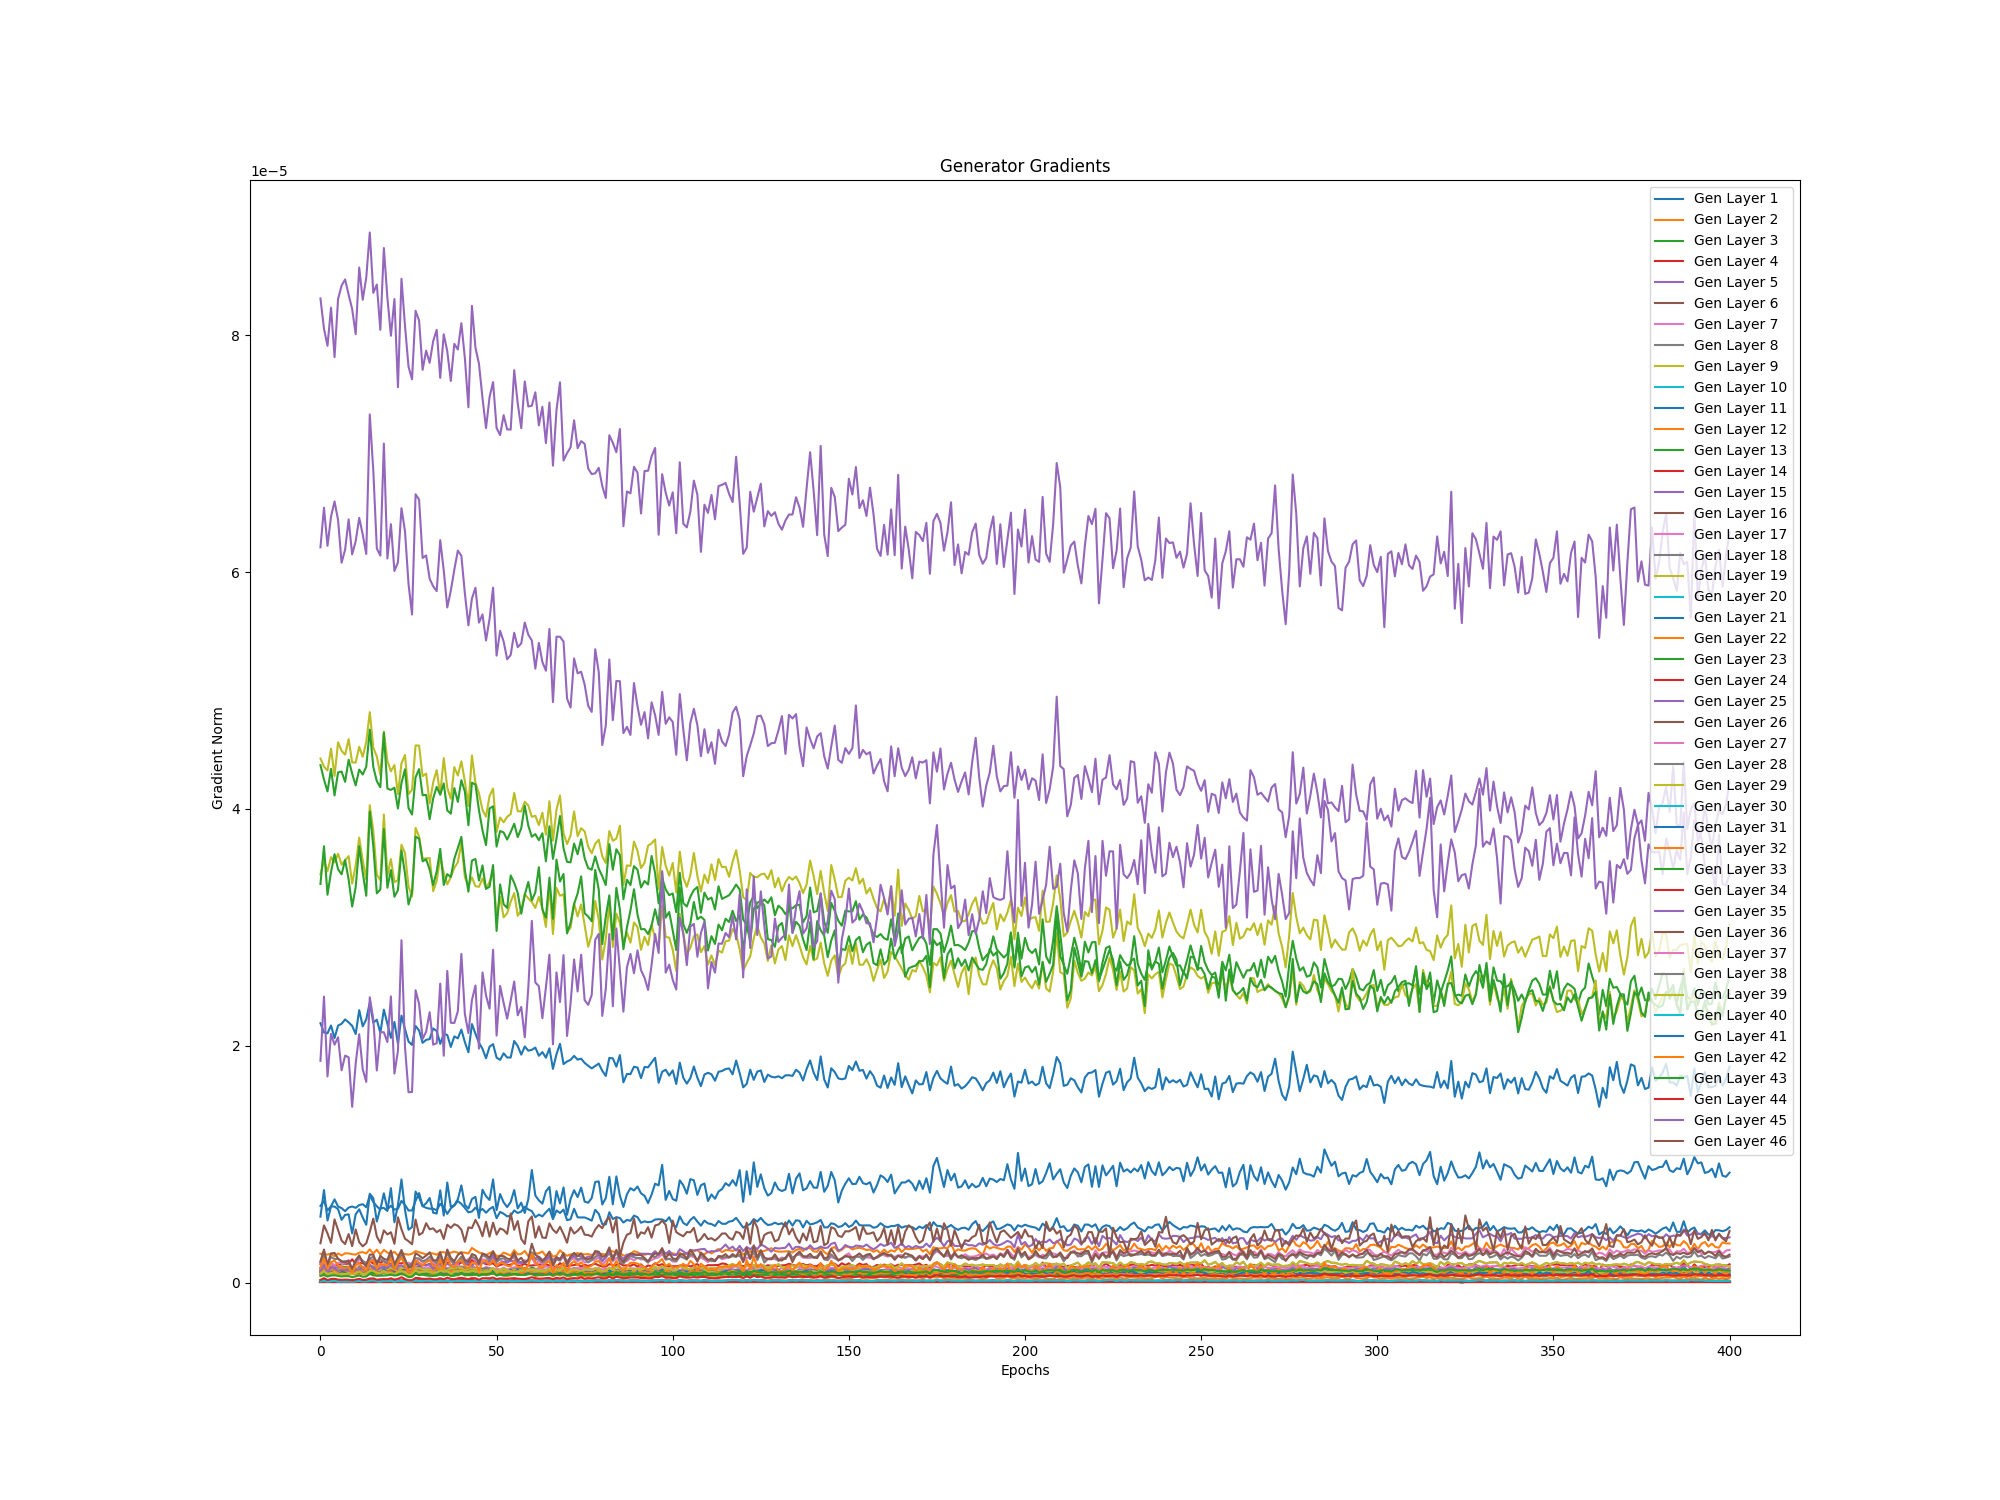 Generator Gradients
1e−5
Gen Layer 1
Gen Layer 2
Gen Layer 3
Gen Layer 4
Gen Layer 5
Gen Layer 6
Gen Layer 7
Gen Layer 8
Gen Layer 9
Gen Layer 10
Gen Layer 11
Gen Layer 12
Gen Layer 13
Gen Layer 14
Gen Layer 15
Gen Layer 16
Gen Layer 17
Gen Layer 18
Gen Layer 19
Gen Layer 20
Gen Layer 21
Gen Layer 22
Gen Layer 23
Gen Layer 24
Gen Layer 25
Gen Layer 26
Gen Layer 27
Gen Layer 28
Gen Layer 29
Gen Layer 30
Gen Layer 31
Gen Layer 32
Gen Layer 33
Gen Layer 34
Gen Layer 35
Gen Layer 36
Gen Layer 37
Gen Layer 38
Gen Layer 39
Gen Layer 40
Gen Layer 41
Gen Layer 42
Gen Layer 43
Gen Layer 44
Gen Layer 45
Gen Layer 46
8
6
4
2
0
Gradient Norm
0 50 100 150 200 250 300 350 400
Epochs